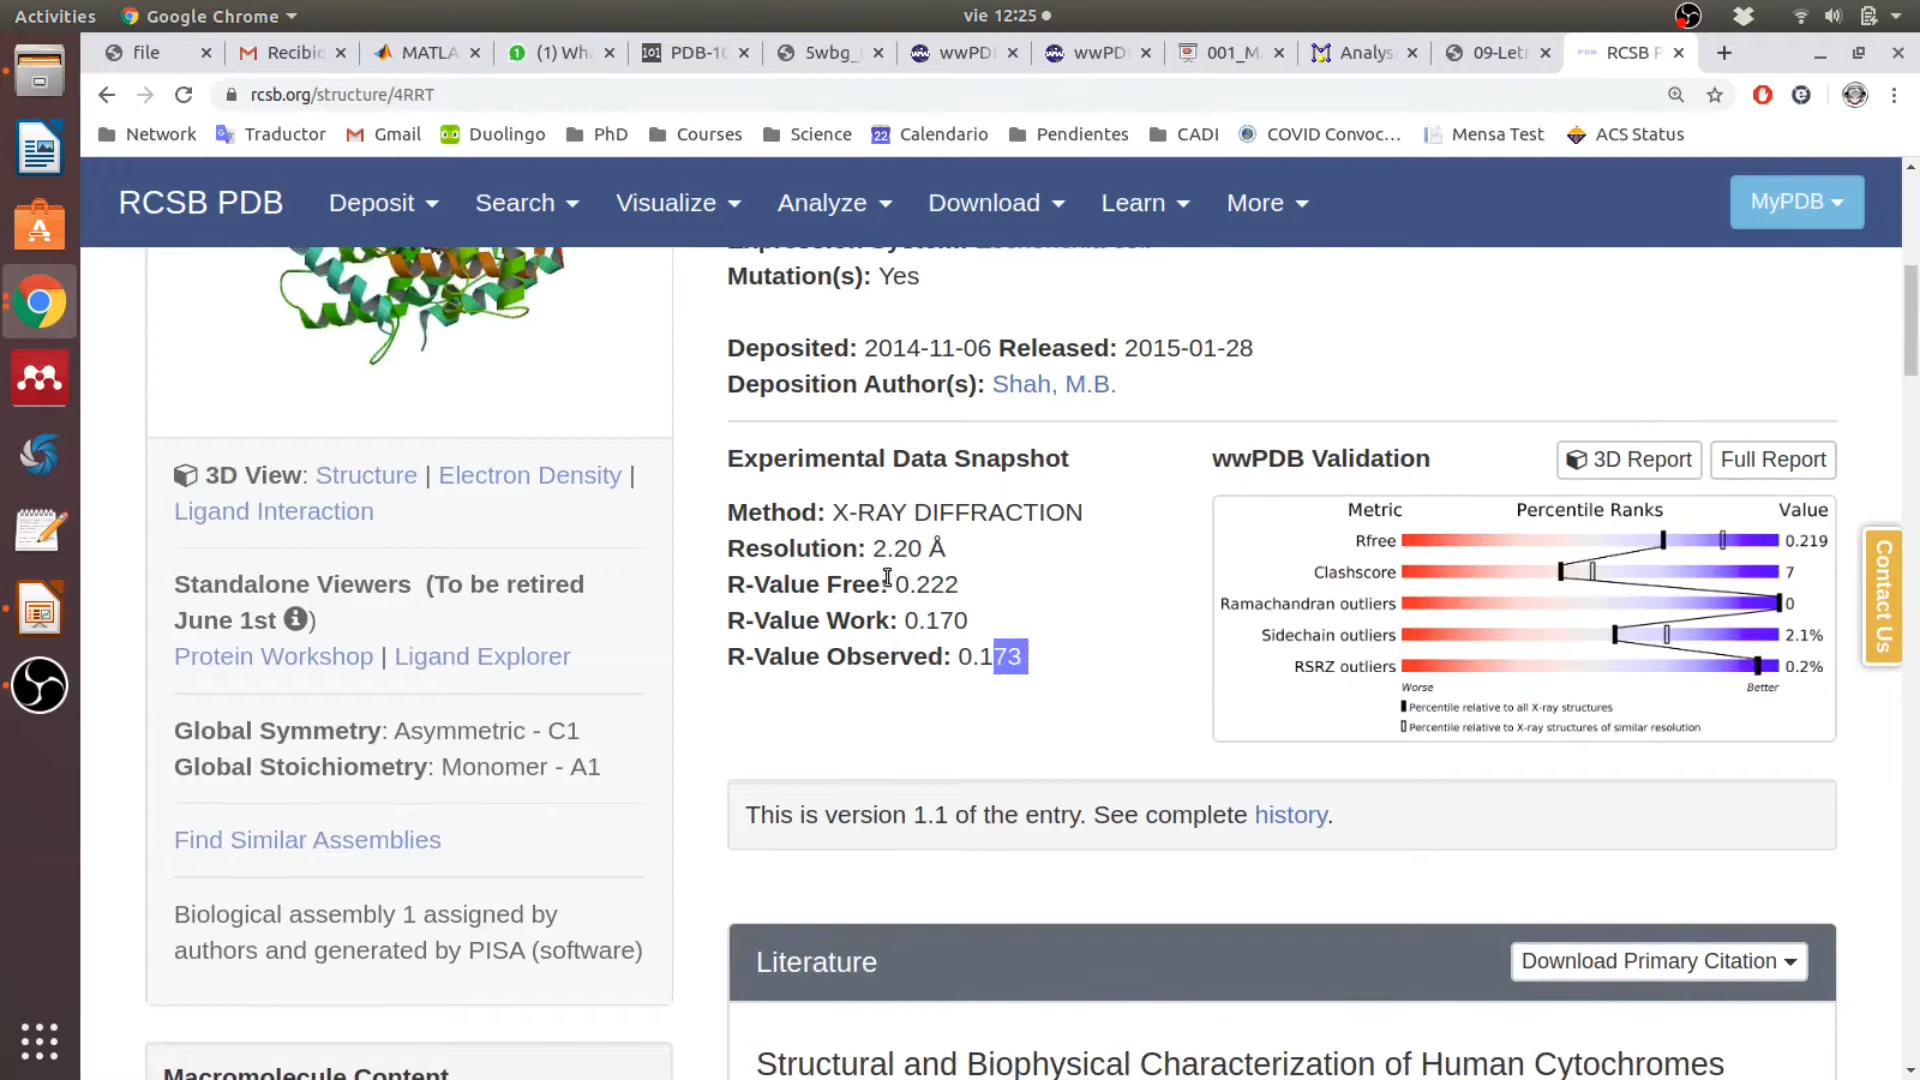 Activities
Google Chrome
vie 12:25
file
Recibic
MATLA
(1) Wh
PDB-1
5wbg_
wwPD
wwPD
001_M
Analys
09-Let
RCSB P
rcsb.org/structure/4RRT
Network
Traductor
Gmail
Duolingo
PhD
Courses
Science
22 Calendario
Pendientes
CADI
COVID Convoc...
Mensa Test
ACS Status
RCSB PDB
Deposit
Search
Visualize
Analyze
Download
Learn
More
MyPDB
Mutation(s): Yes
Deposited: 2014-11-06 Released: 2015-01-28
Deposition Author(s): Shah, M.B.
3D View: Structure | Electron Density |
Ligand Interaction
Standalone Viewers (To be retired
June 1st )
Protein Workshop | Ligand Explorer
Global Symmetry: Asymmetric - C1
Global Stoichiometry: Monomer - A1
Find Similar Assemblies
Biological assembly 1 assigned by
authors and generated by PISA (software)
Macromolecule Content
Experimental Data Snapshot
Method: X-RAY DIFFRACTION
Resolution: 2.20 Å
R-Value Free: 0.222
R-Value Work: 0.170
R-Value Observed: 0.173
wwPDB Validation
3D Report
Full Report
Metric Percentile Ranks Value
Rfree 0.219
Clashscore 7
Ramachandran outliers 0
Sidechain outliers 2.1%
RSRZ outliers 0.2%
Worse Better
Percentile relative to all X-ray structures
Percentile relative to X-ray structures of similar resolution
Contact Us
This is version 1.1 of the entry. See complete history.
Literature
Download Primary Citation
Structural and Biophysical Characterization of Human Cytochromes